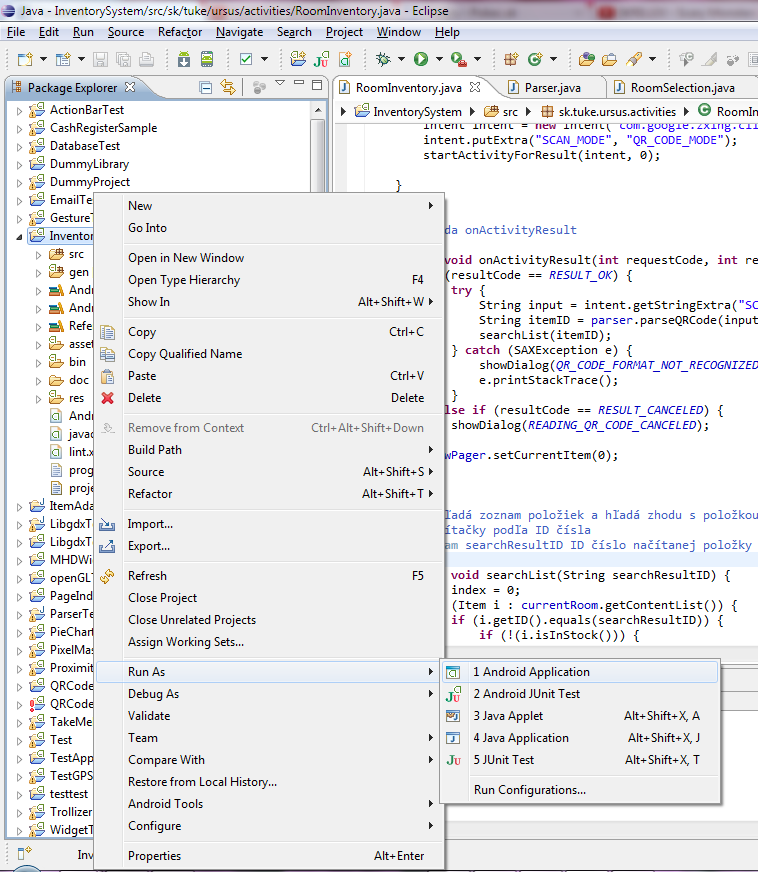 Java - InventorySystem/src/sk/tuke/ursus/activities/RoomInventory.java - Eclipse
File Edit Run Source Refactor Navigate Search Project Window Help
Package Explorer
RoomInventory.java Parser.java RoomSelection.java
InventorySystem src sk.tuke.ursus.activities RoomIn
ActionBarTest
CashRegisterSample
DatabaseTest
DummyLibrary
DummyProject
EmailTe
GestureT
Inventor
src
gen
Andr
Andr
Refe
asset
bin
doc
res
Andr
javac
lint.x
prog
proje
ItemAda
LibgdxTe
LibgdxTe
MHDWi
openGLT
PageInd
ParserTe
PieChart
PixelMas
Proximit
QRCode
QRCode
TakeMe
Test
TestApp
TestGPS
testtest
Trollizer
WidgetT
Inv
New
Go Into
Open in New Window
Open Type Hierarchy F4
Show In Alt+Shift+W
Copy Ctrl+C
Copy Qualified Name
Paste Ctrl+V
Delete Delete
Remove from Context Ctrl+Alt+Shift+Down
Build Path
Source Alt+Shift+S
Refactor Alt+Shift+T
Import...
Export...
Refresh F5
Close Project
Close Unrelated Projects
Assign Working Sets...
Run As
Debug As
Validate
Team
Compare With
Restore from Local History...
Android Tools
Configure
Properties Alt+Enter
1 Android Application
2 Android JUnit Test
3 Java Applet Alt+Shift+X, A
4 Java Application Alt+Shift+X, J
5 JUnit Test Alt+Shift+X, T
Run Configurations...
intent intent = new intent("com.google.zxing.cli
intent.putExtra("SCAN_MODE", "QR_CODE_MODE");
startActivityForResult(intent, 0);
}
da onActivityResult
void onActivityResult(int requestCode, int re
(resultCode == RESULT_OK) {
try {
String input = intent.getStringExtra("SC
String itemID = parser.parseQRCode(input
searchList(itemID);
} catch (SAXException e) {
showDialog(QR_CODE_FORMAT_NOT_RECOGNIZED
e.printStackTrace();
}
lse if (resultCode == RESULT_CANCELED) {
showDialog(READING_QR_CODE_CANCELED);
wPager.setCurrentItem(0);
ľadá zoznam položiek a hľadá zhodu s položkou
ítačky podľa ID čísla
am searchResultID ID číslo načítanej položky
void searchList(String searchResultID) {
index = 0;
(Item i : currentRoom.getContentList()) {
if (i.getID().equals(searchResultID)) {
if (!(i.isInStock())) {